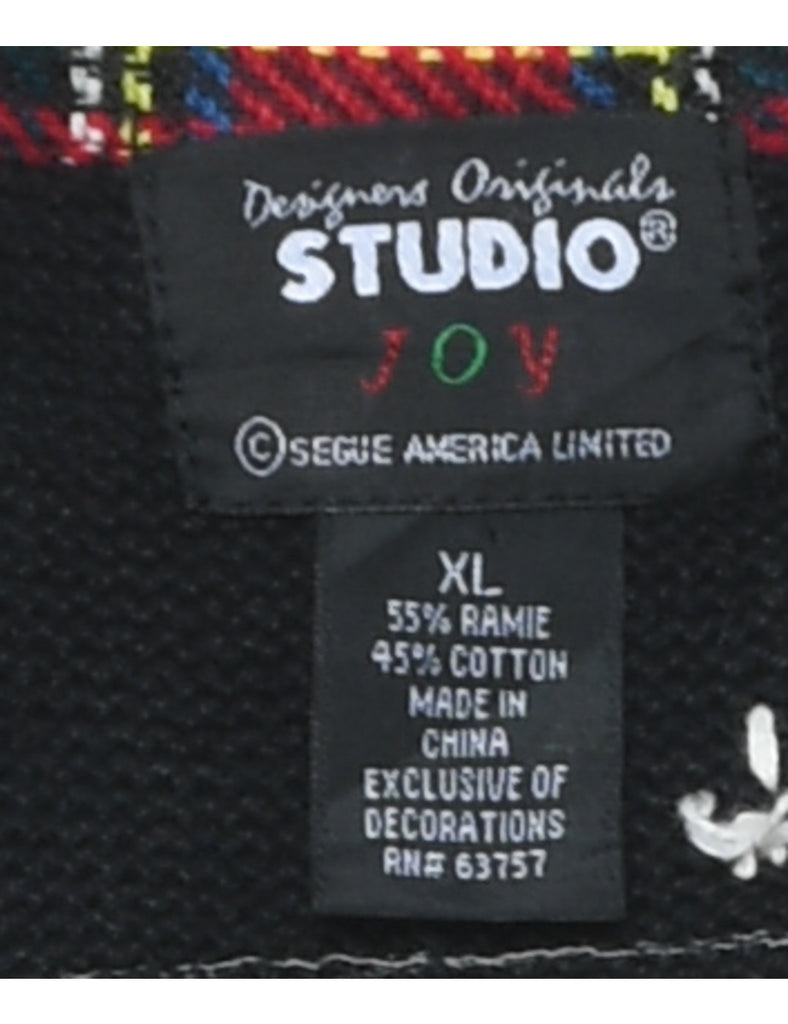 Designers Originals
STUDIO®
JOY
© SEGUE AMERICA LIMITED
XL
55% RAMIE
45% COTTON
MADE IN
CHINA
EXCLUSIVE OF
DECORATIONS
RN# 63757